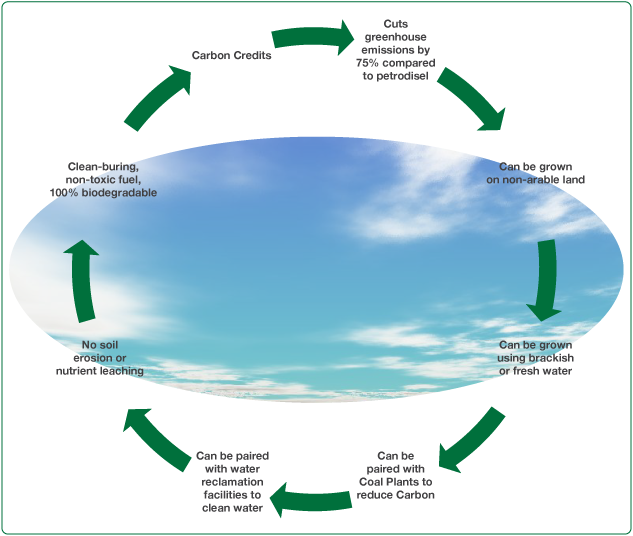 Carbon Credits
Cuts
greenhouse
emissions by
75% compared
to petrodisel
Can be grown
on non-arable land
Can be grown
using brackish
or fresh water
Can be
paired with
Coal Plants to
reduce Carbon
Can be paired
with water
reclamation
facilities to
clean water
No soil
erosion or
nutrient leaching
Clean-buring,
non-toxic fuel,
100% biodegradable